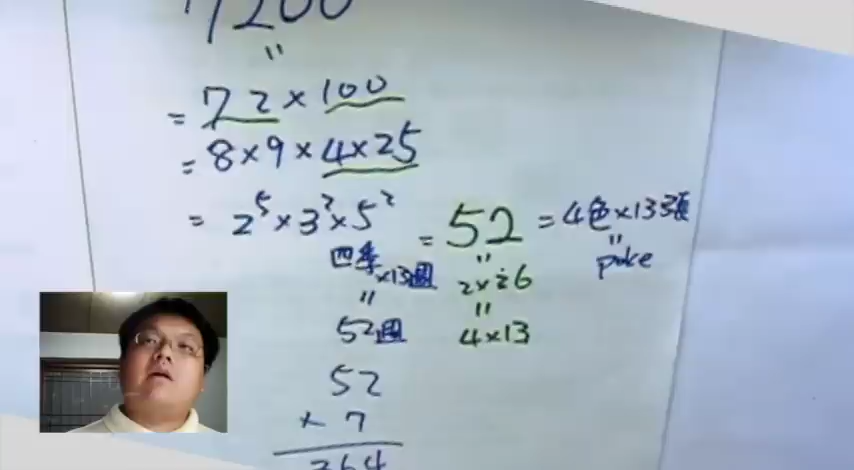 7200
"
= 72 × 100
= 8×9×4×25
= 2⁵×3²×5²
= 52 = 4色×13張
" poke
四季×13週
"
52週
"
2×26
"
4×13
52
× 7
364